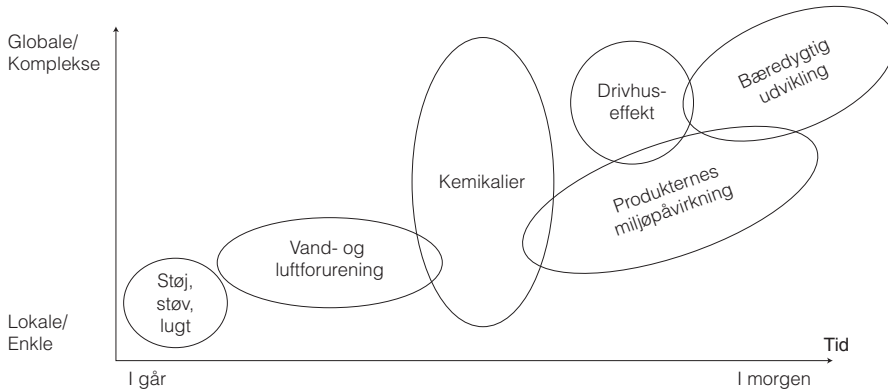 Globale/
Komplekse
Bæredygtig
udvikling
Drivhus-
effekt
Kemikalier
Produkternes
miljøpåvirkning
Vand- og
luftforurening
Støj,
støv,
lugt
Lokale/
Enkle
Tid
I går
I morgen